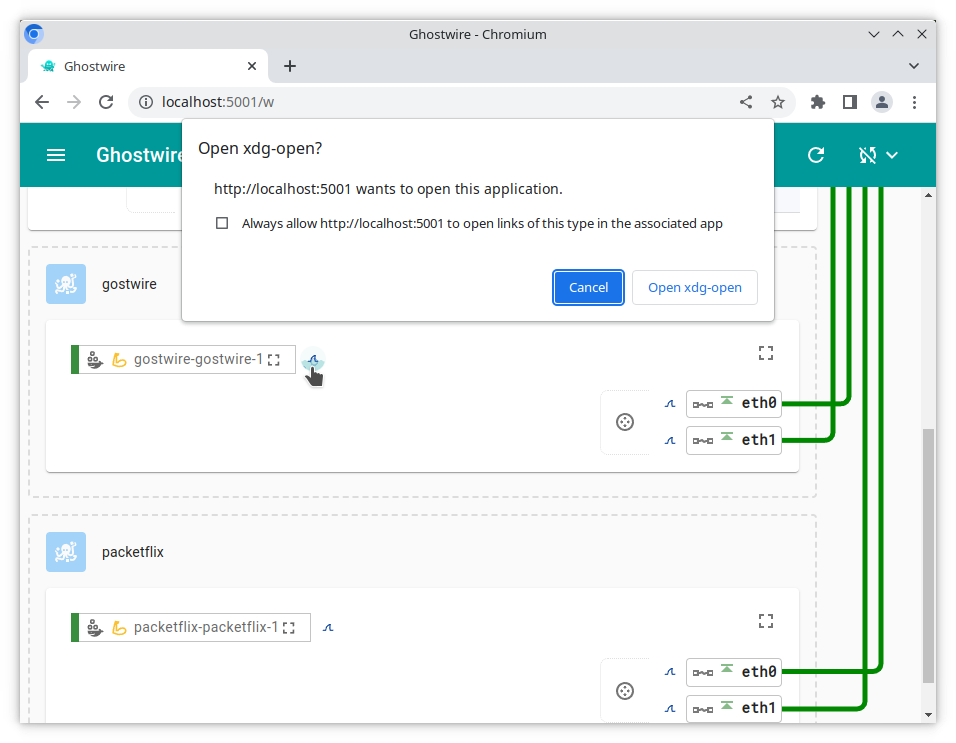 Ghostwire - Chromium
Ghostwire
localhost:5001/w
Ghostwire
Open xdg-open?
http://localhost:5001 wants to open this application.
Always allow http://localhost:5001 to open links of this type in the associated app
Cancel
Open xdg-open
gostwire
gostwire-gostwire-1
eth0
eth1
packetflix
packetflix-packetflix-1
eth0
eth1